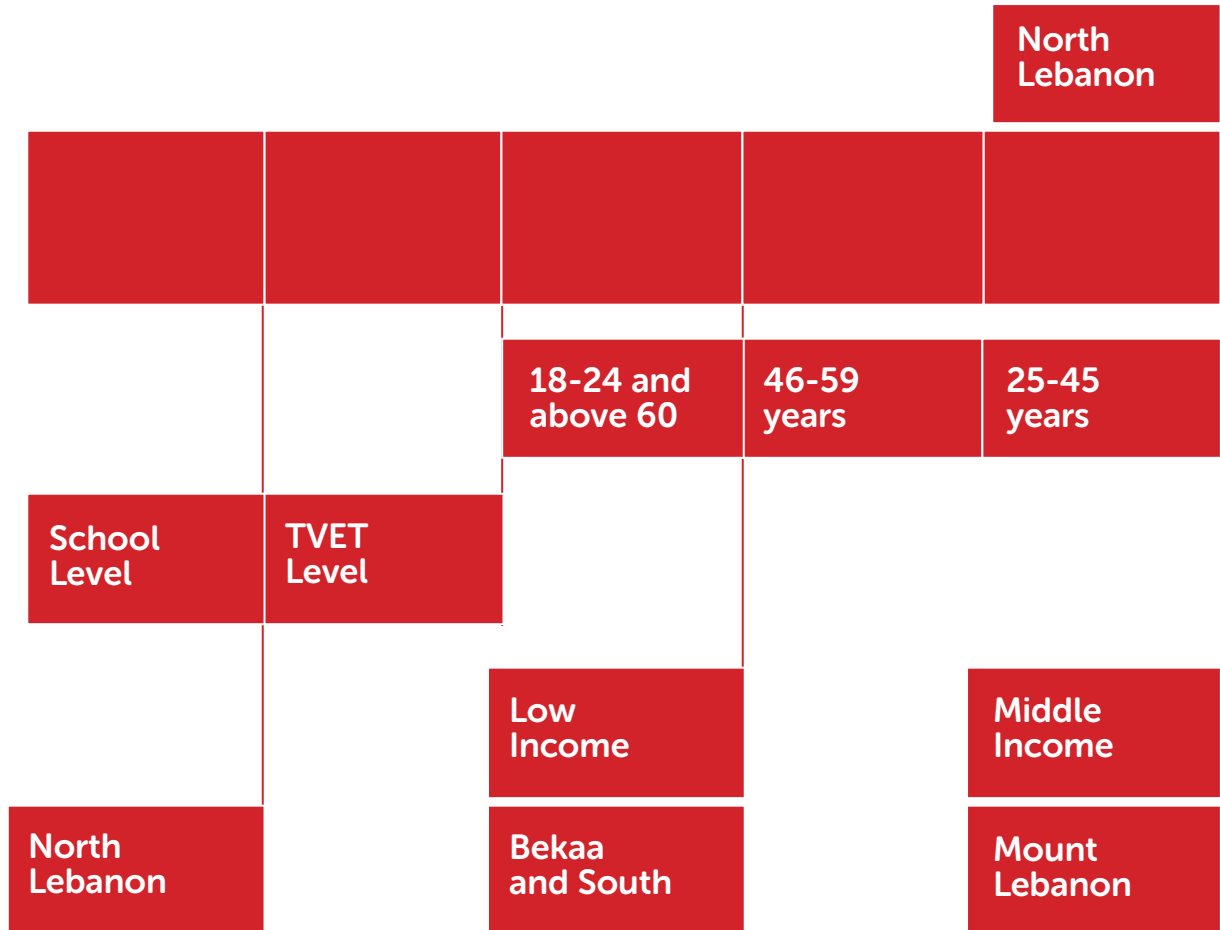 North
Lebanon
18-24 and
above 60
46-59
years
25-45
years
School
Level
TVET
Level
Low
Income
Middle
Income
North
Lebanon
Bekaa
and South
Mount
Lebanon